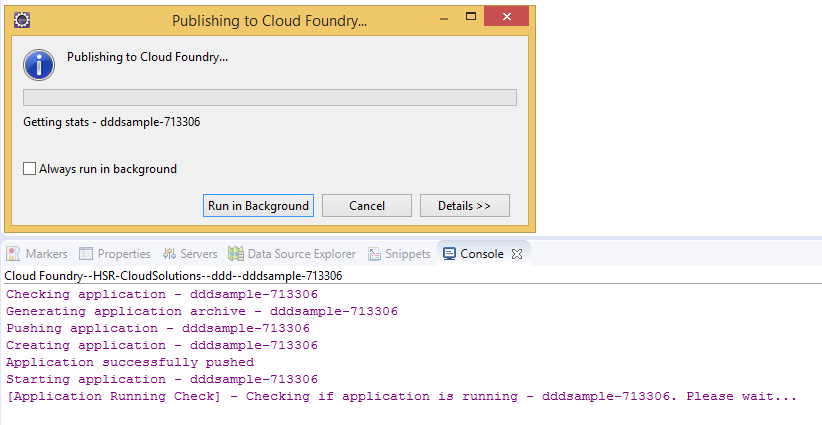 Publishing to Cloud Foundry...
Publishing to Cloud Foundry...
Getting stats - dddsample-713306
Always run in background
Run in Background Cancel Details >>
Markers Properties Servers Data Source Explorer Snippets Console
Cloud Foundry--HSR-CloudSolutions--ddd--dddsample-713306
Checking application - dddsample-713306
Generating application archive - dddsample-713306
Pushing application - dddsample-713306
Creating application - dddsample-713306
Application successfully pushed
Starting application - dddsample-713306
[Application Running Check] - Checking if application is running - dddsample-713306. Please wait...